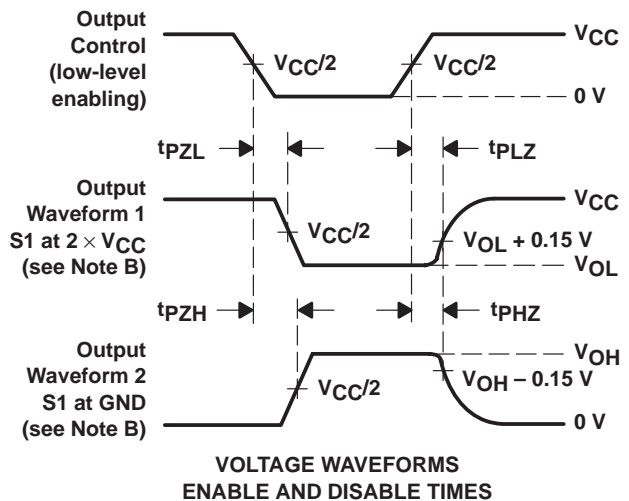 Output
Control
(low-level
enabling)
VCC/2
VCC/2
VCC
0 V
tPZL
tPLZ
Output
Waveform 1
S1 at 2 × VCC
(see Note B)
VCC/2
VCC
VOL + 0.15 V
VOL
tPZH
tPHZ
Output
Waveform 2
S1 at GND
(see Note B)
VCC/2
VOH
VOH – 0.15 V
0 V
VOLTAGE WAVEFORMS
ENABLE AND DISABLE TIMES